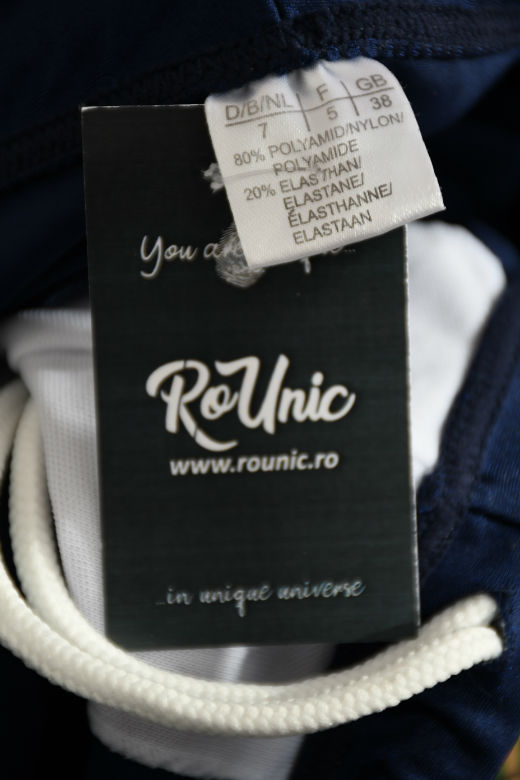 D/B/NL F GB
7 5 38
80% POLYAMID/NYLON/
POLYAMIDE
20% ELASTHAN/
ELASTANE/
ÉLASTHANNE/
ELASTAAN
You
RoUnic
www.rounic.ro
...in unique universe